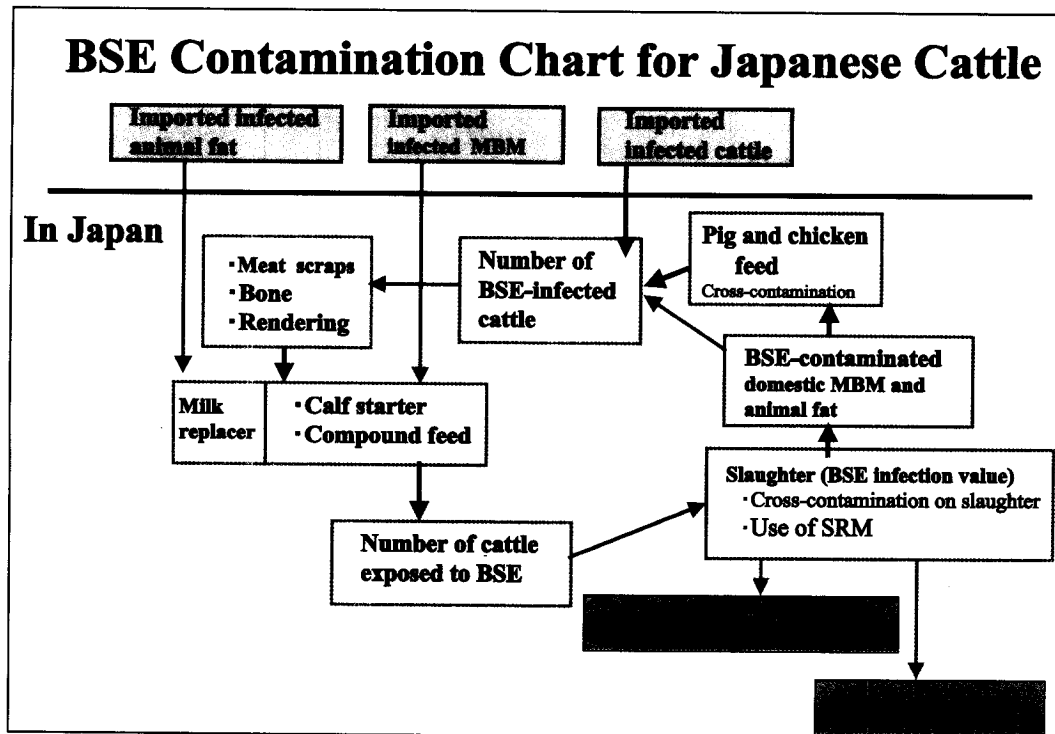 BSE Contamination Chart for Japanese Cattle
Imported infected
animal fat
Imported
infected MBM
Imported
infected cattle
In Japan
・Meat scraps
・Bone
・Rendering
Number of
BSE-infected
cattle
Pig and chicken
feed
Cross-contamination
BSE-contaminated
domestic MBM and
animal fat
Milk
replacer
・Calf starter
・Compound feed
Slaughter (BSE infection value)
・Cross-contamination on slaughter
・Use of SRM
Number of cattle
exposed to BSE